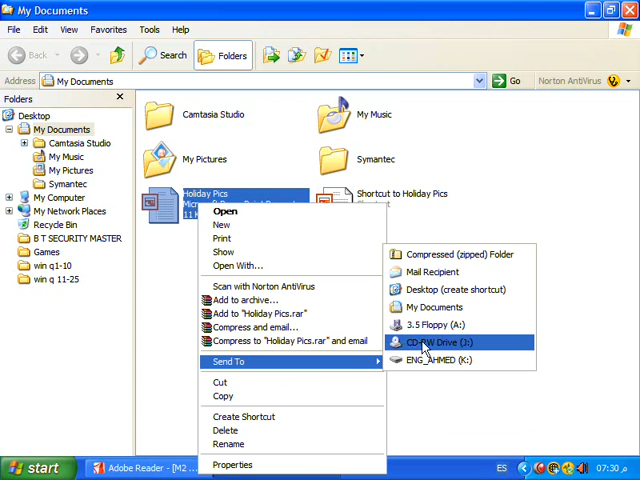 My Documents
File Edit View Favorites Tools Help
Back Search Folders
Address My Documents Go Norton AntiVirus
Folders
Desktop
My Documents
Camtasia Studio
My Music
My Pictures
Symantec
My Computer
My Network Places
Recycle Bin
B T SECURITY MASTER
Games
win q1-10
win q 11-25
Camtasia Studio
My Music
My Pictures
Symantec
Holiday Pics
11
Shortcut to Holiday Pics
Shortcut
Open
New
Print
Show
Open With...
Scan with Norton AntiVirus
Add to archive...
Add to "Holiday Pics.rar"
Compress and email...
Compress to "Holiday Pics.rar" and email
Send To
Cut
Copy
Create Shortcut
Delete
Rename
Properties
Compressed (zipped) Folder
Mail Recipient
Desktop (create shortcut)
My Documents
3.5 Floppy (A:)
CD-RW Drive (J:)
ENG_AHMED (K:)
start Adobe Reader - [M2 ... ES 07:30 م